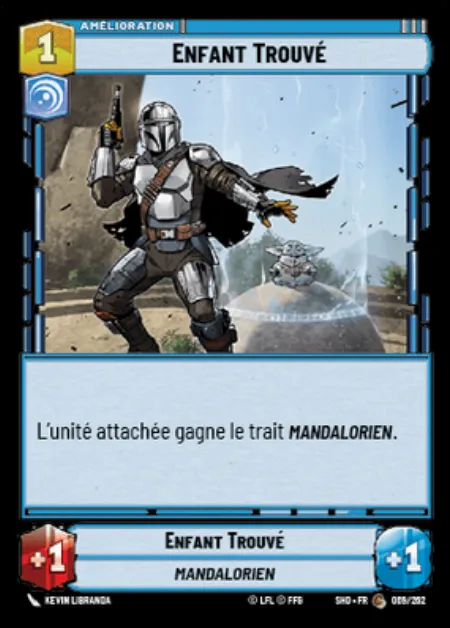 AMÉLIORATION
1
ENFANT TROUVÉ
L'unité attachée gagne le trait MANDALORIEN.
+1
ENFANT TROUVÉ
+1
MANDALORIEN
KEVIN LIBRANDA
© LFL © FFG
SHD • FR
069/262